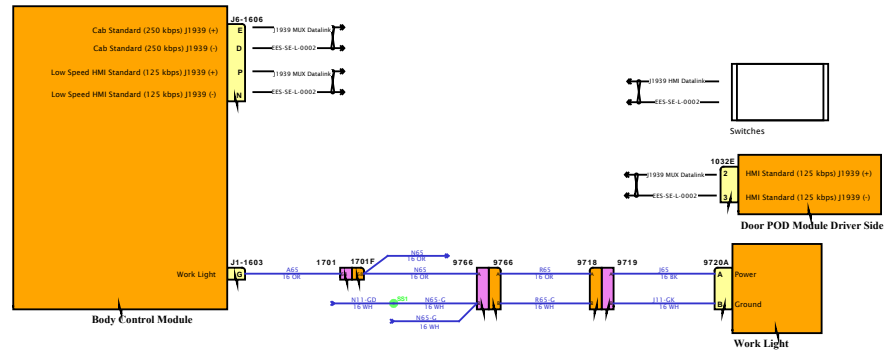 J6-1606
Cab Standard (250 kbps) J1939 (+)
E
J1939 MUX Datalink
Cab Standard (250 kbps) J1939 (-)
D
EES-SE-L-0002
Low Speed HMI Standard (125 kbps) J1939 (+)
P
J1939 MUX Datalink
Low Speed HMI Standard (125 kbps) J1939 (-)
N
EES-SE-L-0002
J1939 HMI Datalink
EES-SE-L-0002
Switches
1032E
J1939 MUX Datalink
2
HMI Standard (125 kbps) J1939 (+)
EES-SE-L-0002
3
HMI Standard (125 kbps) J1939 (-)
Door POD Module Driver Side
J1-1603
1701
1701F
N65
16 OR
9766
9766
9718
9719
9720A
Work Light
G
A65
16 OR
N65
16 OR
A
A
R65
16 OR
A
A
J65
16 BK
A
Power
N11-GD
16 WH
SB1
N65-G
16 WH
R65-G
16 WH
J11-GK
16 WH
B
Ground
N65-G
16 WH
Body Control Module
Work Light